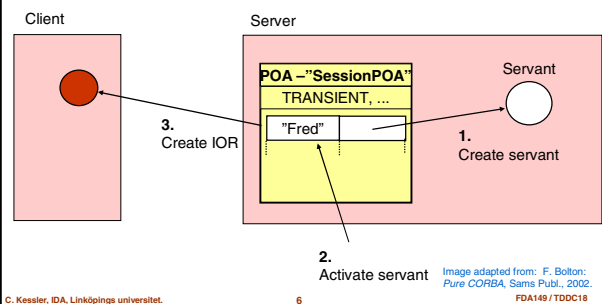 Client
Server
POA –"SessionPOA"
TRANSIENT, ...
"Fred"
Servant
1.
Create servant
3.
Create IOR
2.
Activate servant
Image adapted from: F. Bolton:
Pure CORBA, Sams Publ., 2002.
C. Kessler, IDA, Linköpings universitet.
6
FDA149 / TDDC18